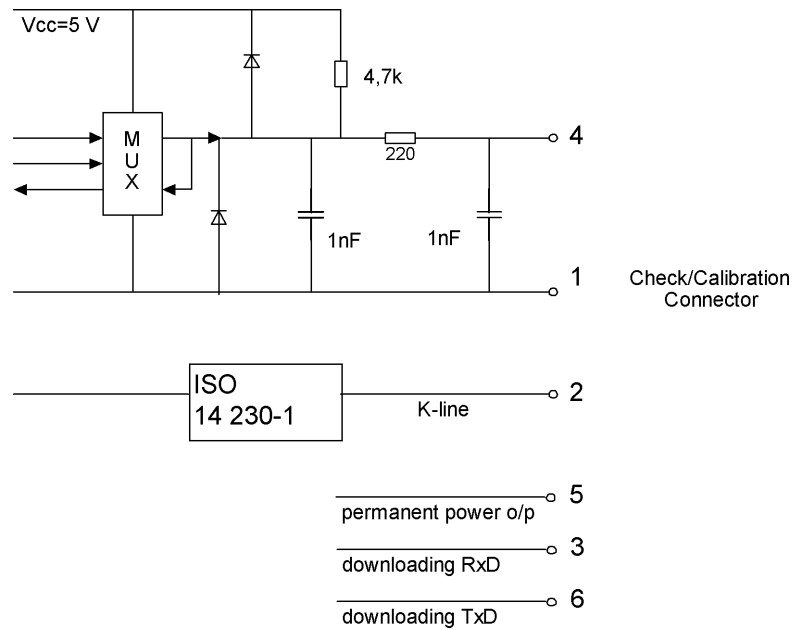 Vcc=5 V
4,7k
M
U
X
220
4
1nF
1nF
1
Check/Calibration
Connector
ISO
14 230-1
K-line
2
permanent power o/p
5
downloading RxD
3
downloading TxD
6